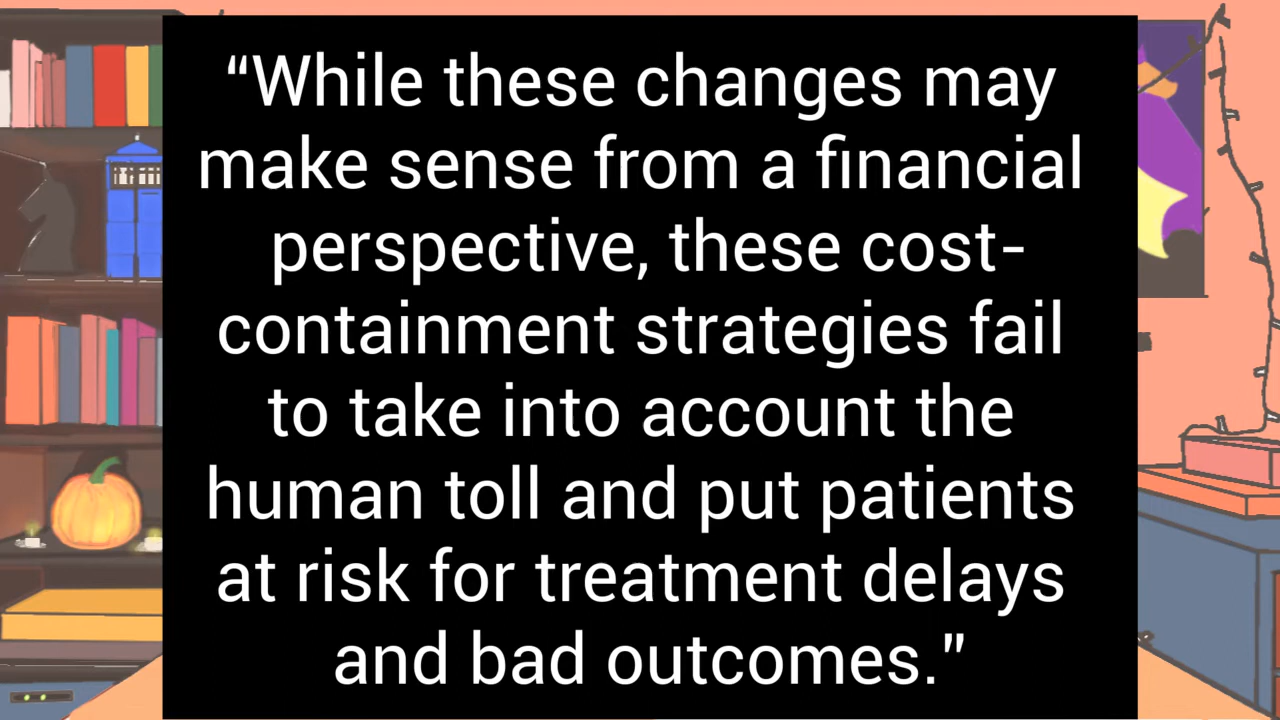 “While these changes may
make sense from a financial
perspective, these cost-
containment strategies fail
to take into account the
human toll and put patients
at risk for treatment delays
and bad outcomes.”